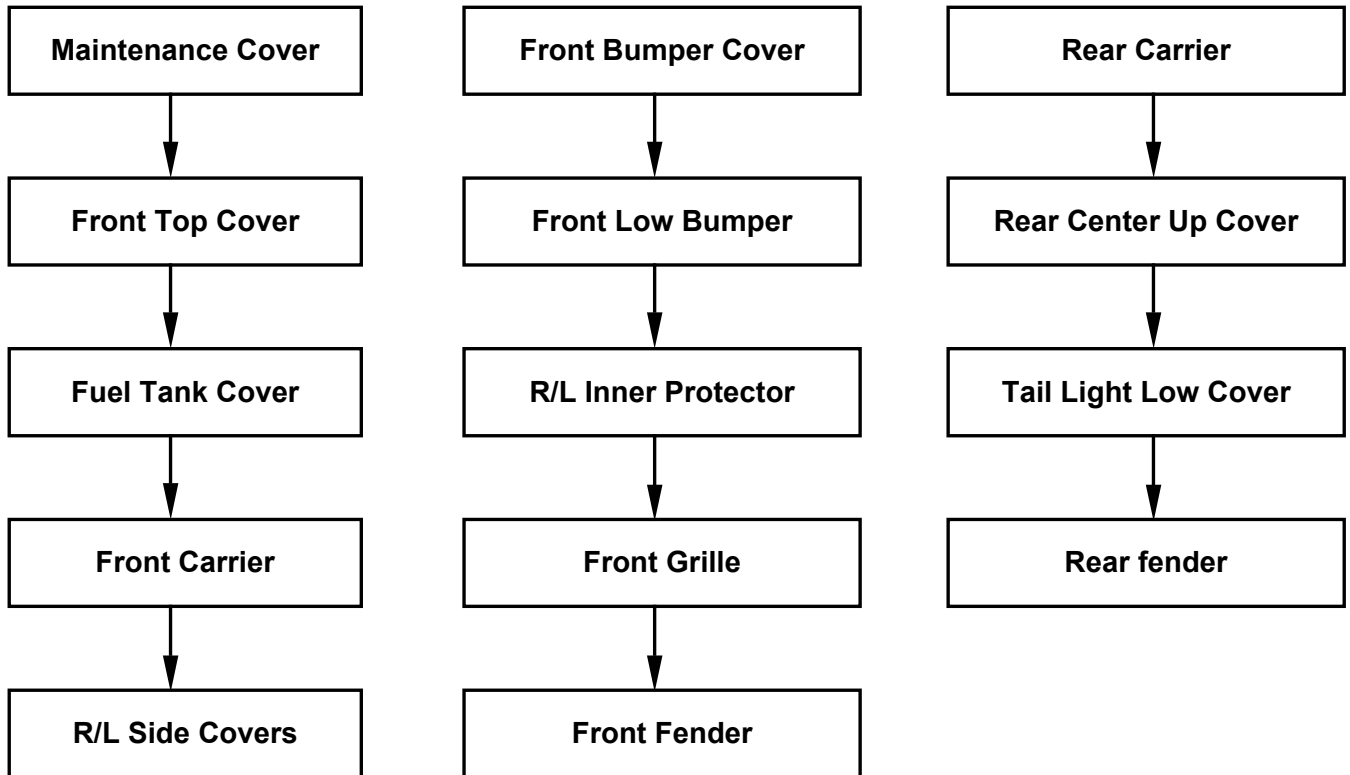 Maintenance Cover
Front Top Cover
Fuel Tank Cover
Front Carrier
R/L Side Covers
Front Bumper Cover
Front Low Bumper
R/L Inner Protector
Front Grille
Front Fender
Rear Carrier
Rear Center Up Cover
Tail Light Low Cover
Rear fender